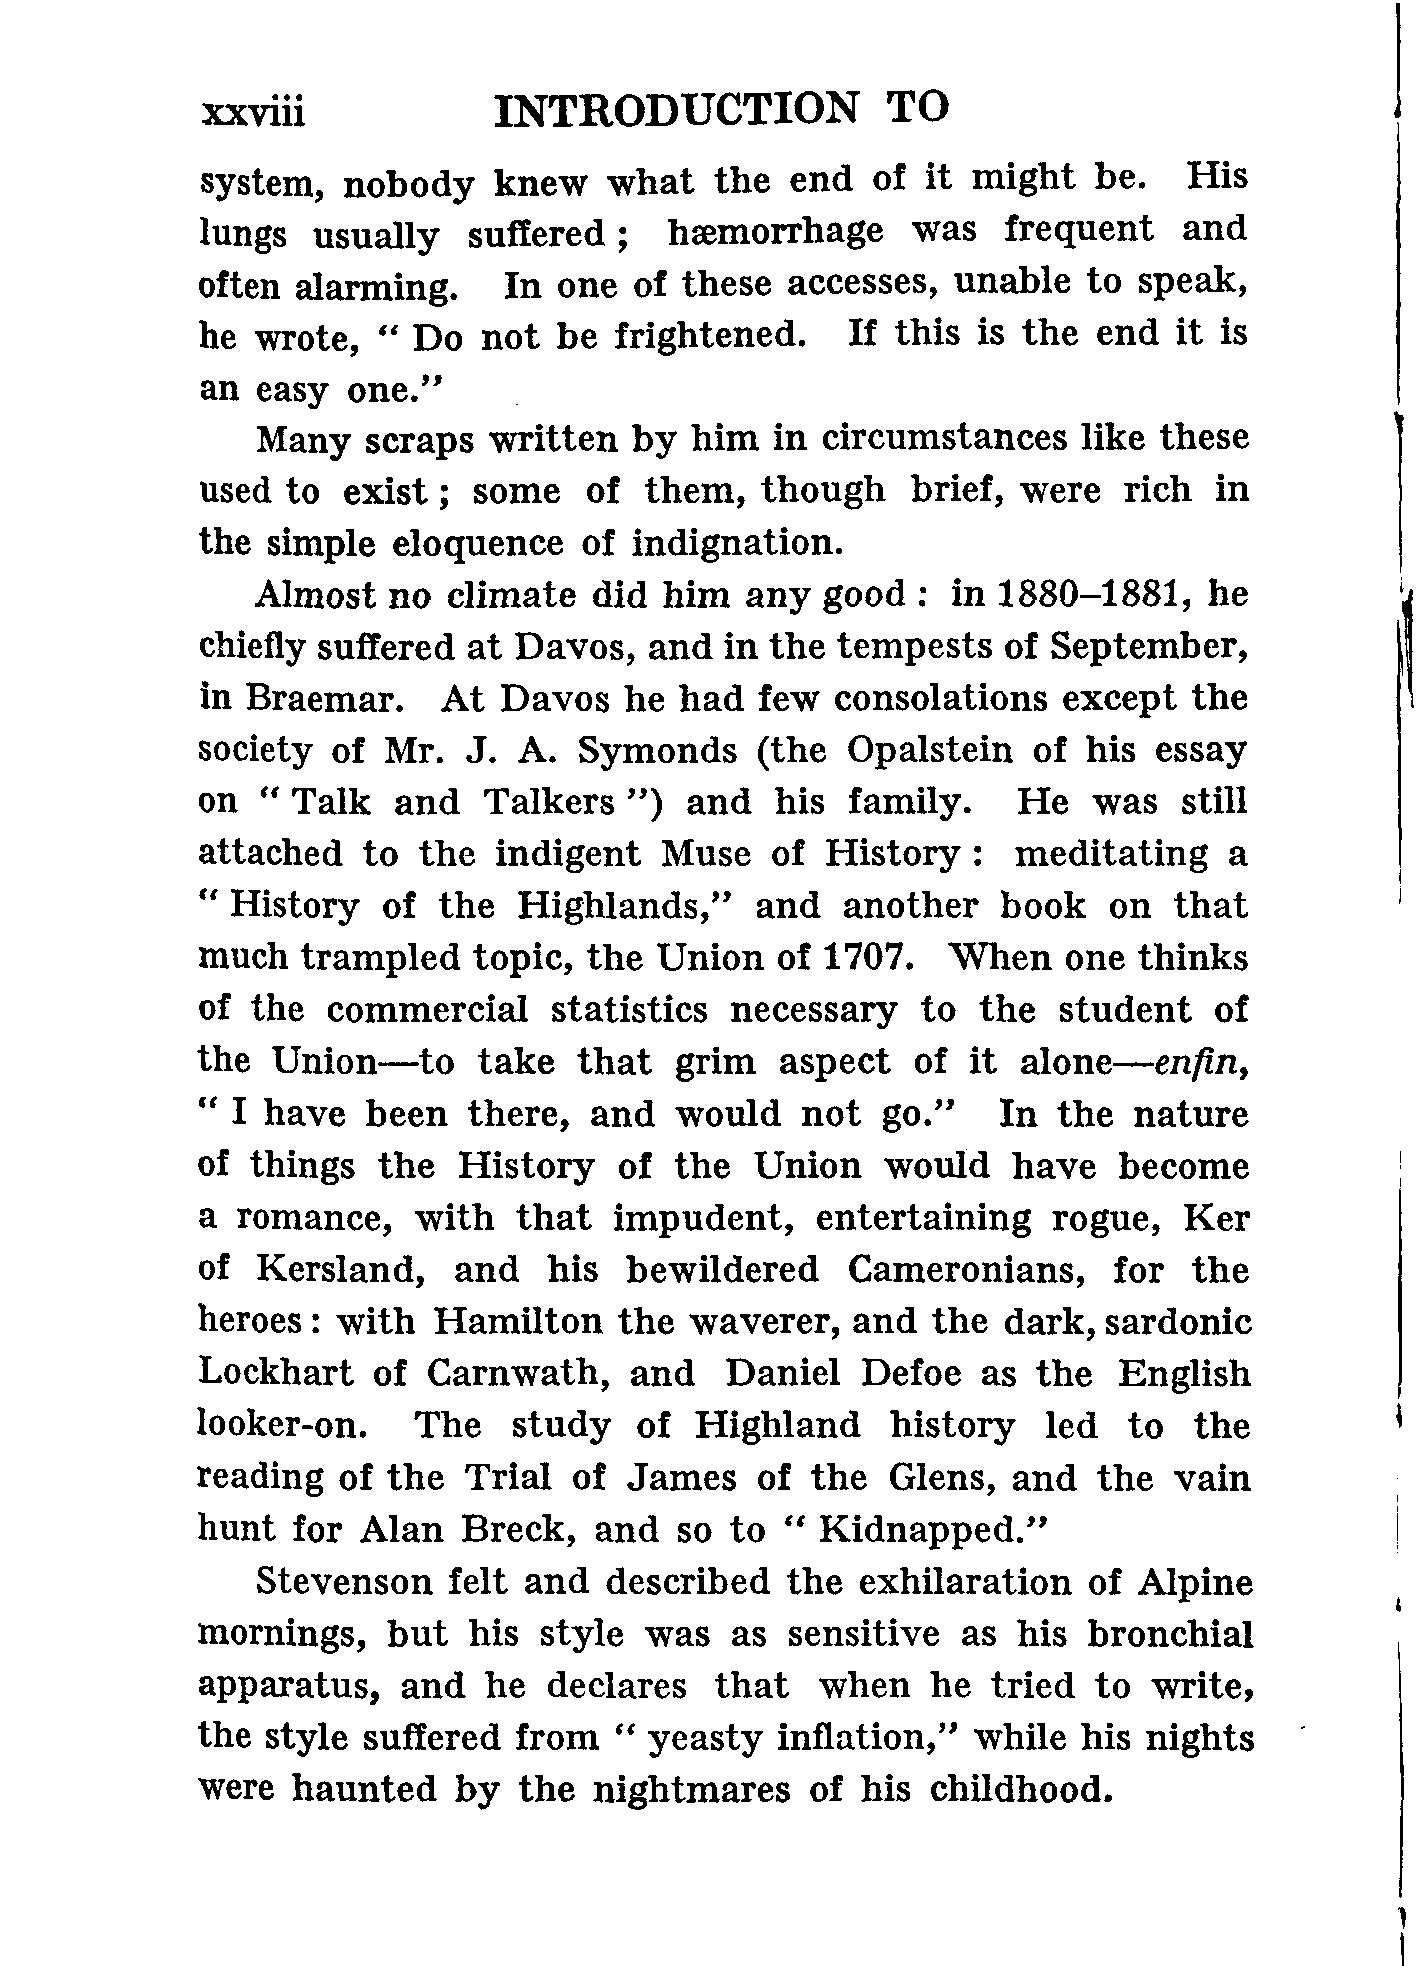 xxviii INTRODUCTION TO
system, nobody knew what the end of it might be. His
lungs usually suffered ; hæmorrhage was frequent and
often alarming. In one of these accesses, unable to speak,
he wrote, “ Do not be frightened. If this is the end it is
an easy one.”
Many scraps written by him in circumstances like these
used to exist ; some of them, though brief, were rich in
the simple eloquence of indignation.
Almost no climate did him any good : in 1880–1881, he
chiefly suffered at Davos, and in the tempests of September,
in Braemar. At Davos he had few consolations except the
society of Mr. J. A. Symonds (the Opalstein of his essay
on “ Talk and Talkers ”) and his family. He was still
attached to the indigent Muse of History : meditating a
“ History of the Highlands,” and another book on that
much trampled topic, the Union of 1707. When one thinks
of the commercial statistics necessary to the student of
the Union—to take that grim aspect of it alone—enfin,
“ I have been there, and would not go.” In the nature
of things the History of the Union would have become
a romance, with that impudent, entertaining rogue, Ker
of Kersland, and his bewildered Cameronians, for the
heroes : with Hamilton the waverer, and the dark, sardonic
Lockhart of Carnwath, and Daniel Defoe as the English
looker-on. The study of Highland history led to the
reading of the Trial of James of the Glens, and the vain
hunt for Alan Breck, and so to “ Kidnapped.”
Stevenson felt and described the exhilaration of Alpine
mornings, but his style was as sensitive as his bronchial
apparatus, and he declares that when he tried to write,
the style suffered from “ yeasty inflation,” while his nights
were haunted by the nightmares of his childhood.